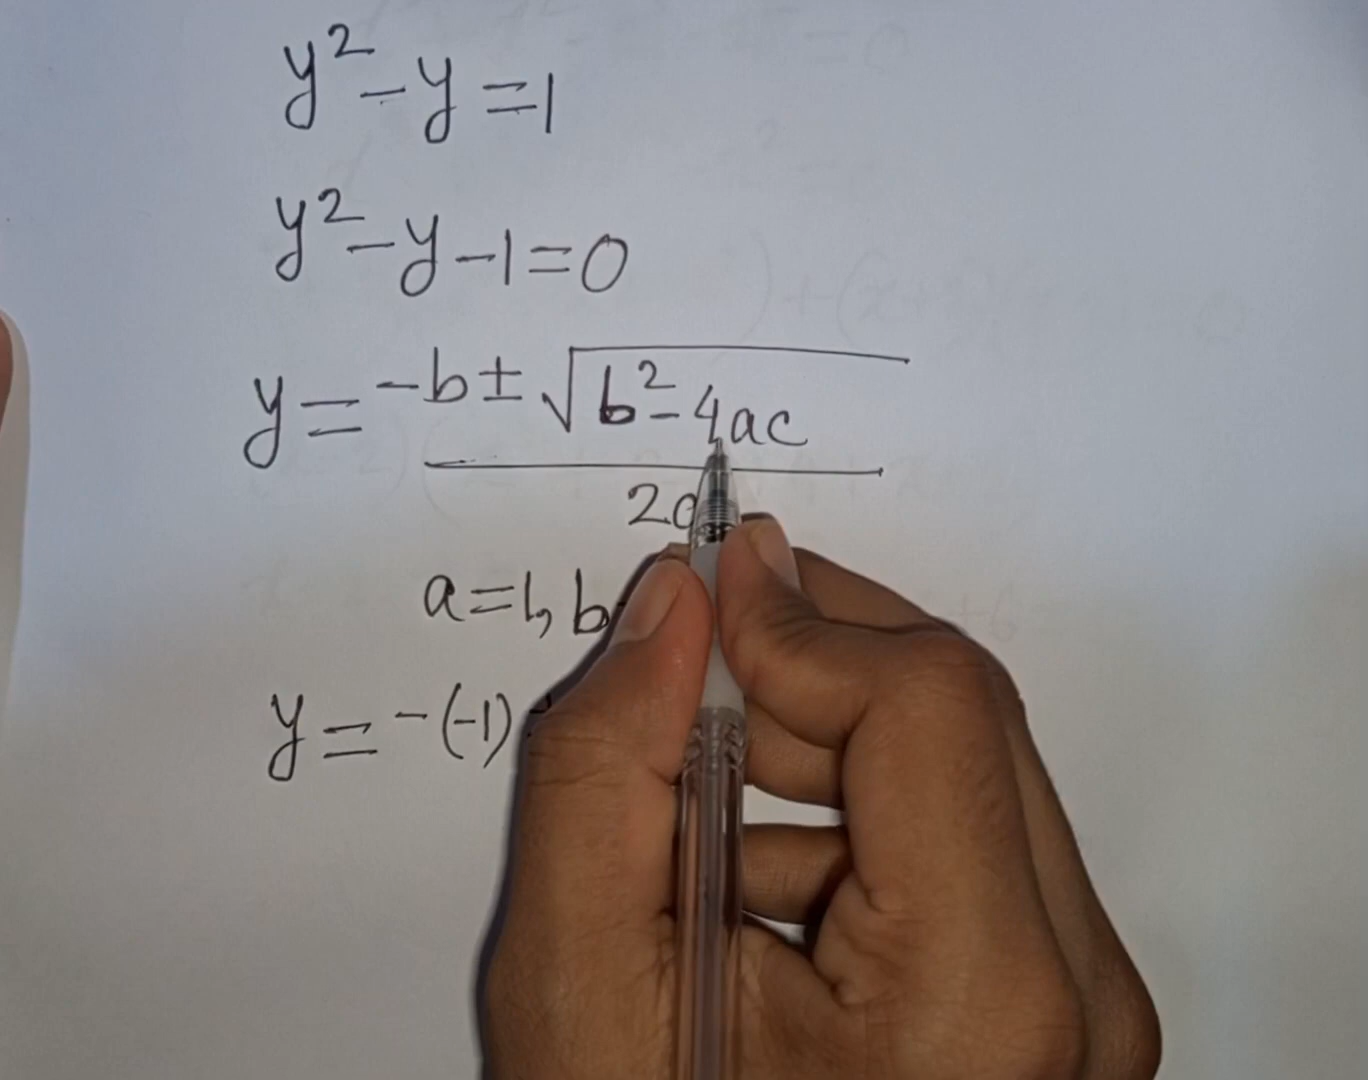 y² - y = 1
y² - y - 1 = 0
y = -b ± √b² - 4ac
2a
a = 1, b
y = -(-1)